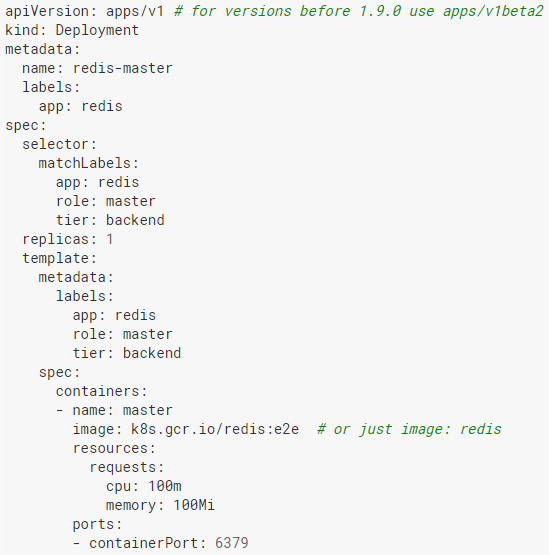 apiVersion: apps/v1 # for versions before 1.9.0 use apps/v1beta2
kind: Deployment
metadata:
  name: redis-master
  labels:
    app: redis
spec:
  selector:
    matchLabels:
      app: redis
      role: master
      tier: backend
  replicas: 1
  template:
    metadata:
      labels:
        app: redis
        role: master
        tier: backend
    spec:
      containers:
      - name: master
        image: k8s.gcr.io/redis:e2e  # or just image: redis
        resources:
          requests:
            cpu: 100m
            memory: 100Mi
        ports:
        - containerPort: 6379